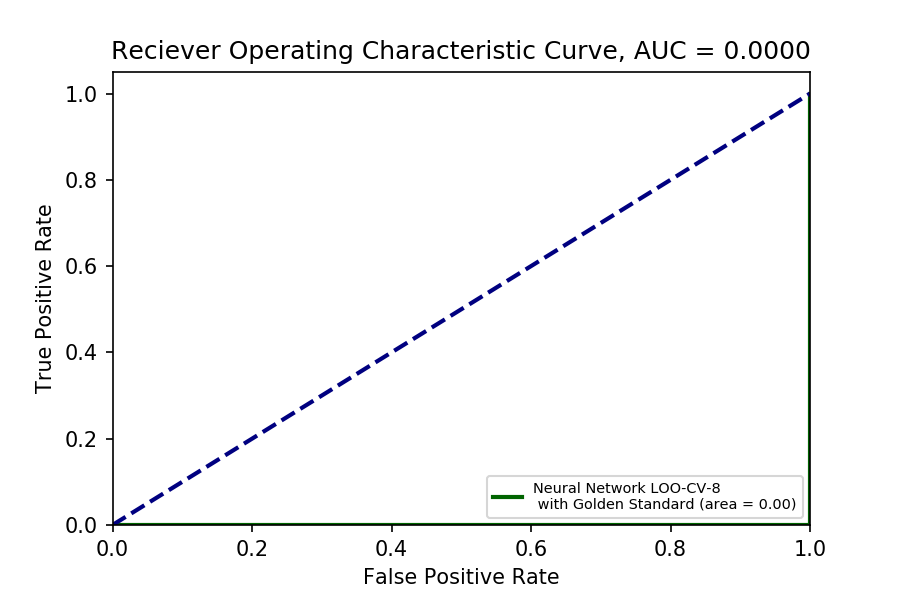 Reciever Operating Characteristic Curve, AUC = 0.0000
True Positive Rate
1.0
0.8
0.6
0.4
0.2
0.0
Neural Network LOO-CV-8
with Golden Standard (area = 0.00)
0.0 0.2 0.4 0.6 0.8 1.0
False Positive Rate